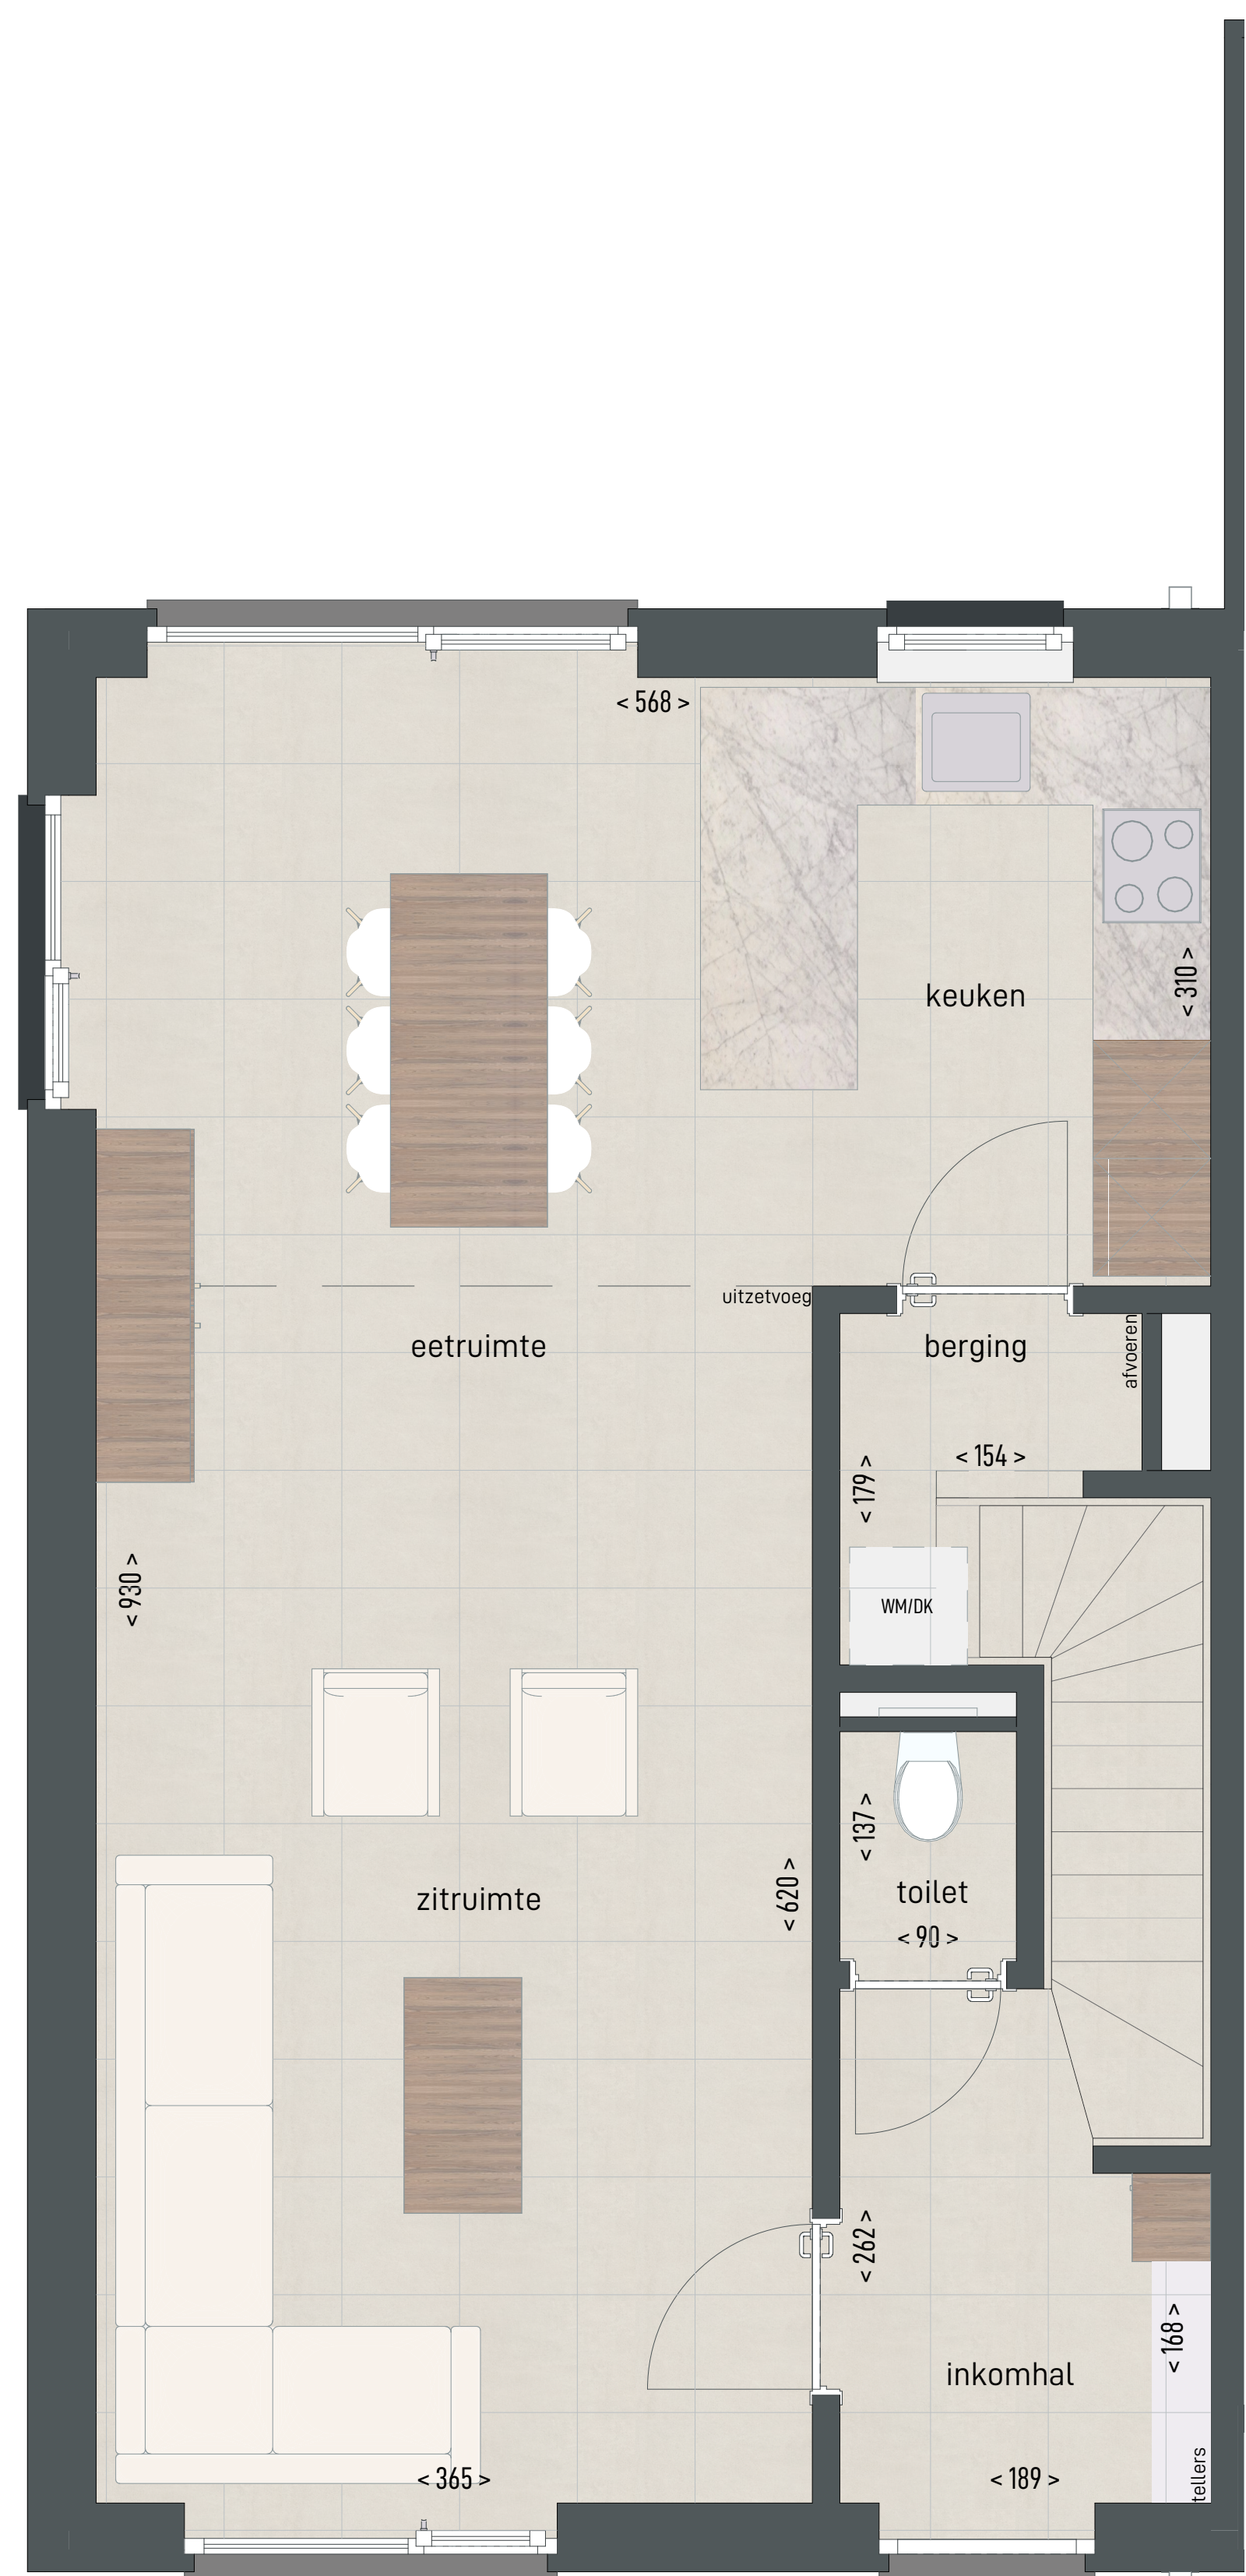 < 568 >
keuken
< 310 >
uitzetvoeg
eetruimte
berging
afvoeren
< 154 >
< 179 >
< 930 >
WM/DK
< 137 >
< 620 >
toilet
zitruimte
< 90 >
< 262 >
< 168 >
inkomhal
tellers
< 365 >
< 189 >